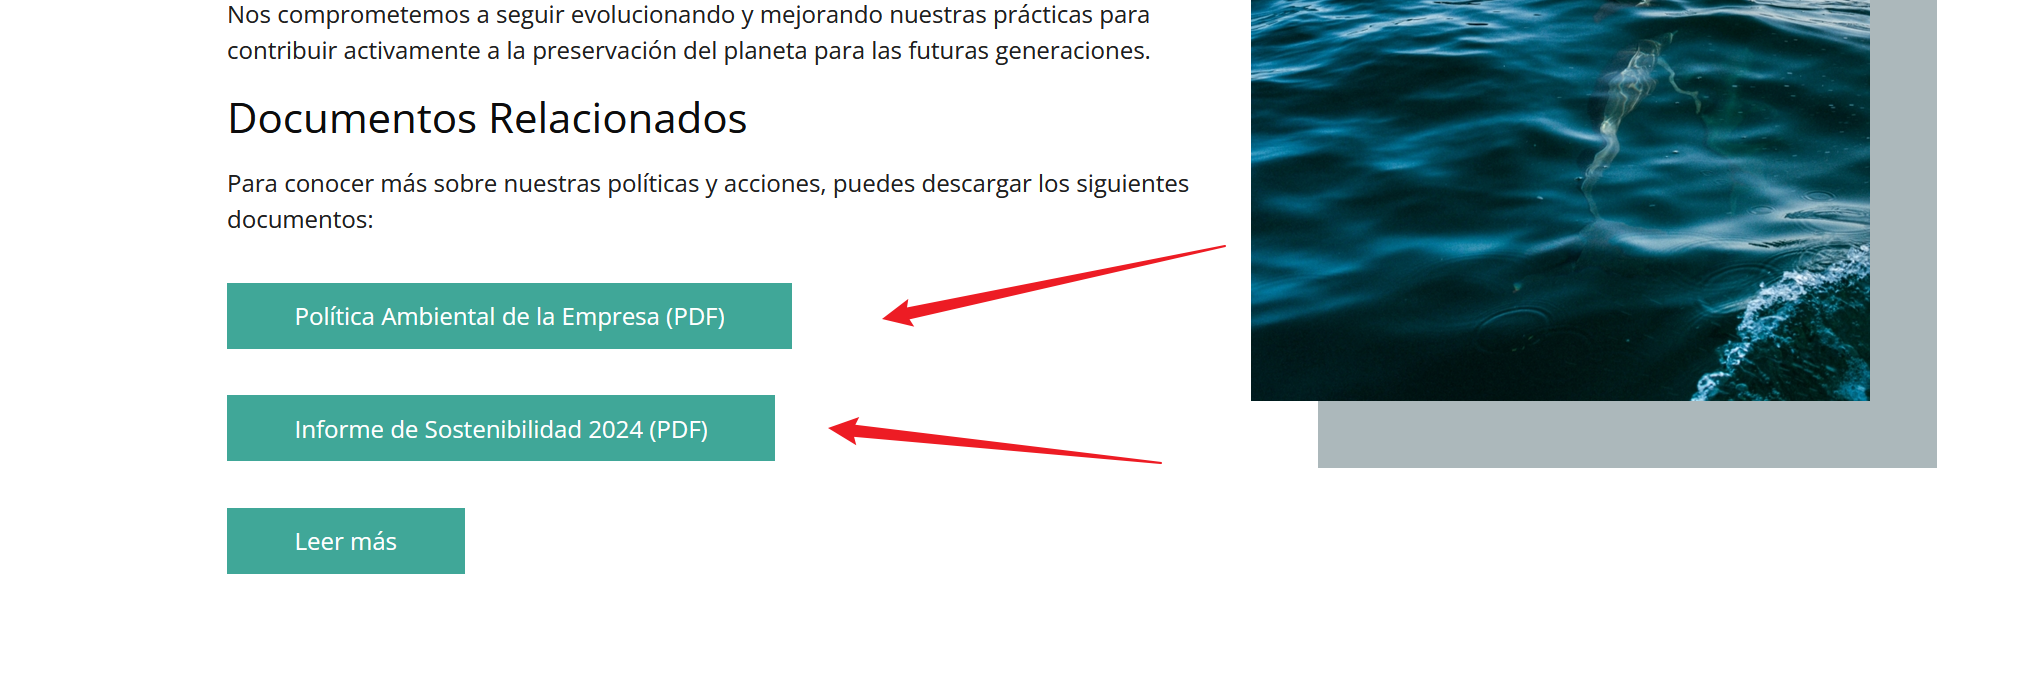 Nos comprometemos a seguir evolucionando y mejorando nuestras prácticas para
contribuir activamente a la preservación del planeta para las futuras generaciones.
Documentos Relacionados
Para conocer más sobre nuestras políticas y acciones, puedes descargar los siguientes
documentos:
Política Ambiental de la Empresa (PDF)
Informe de Sostenibilidad 2024 (PDF)
Leer más